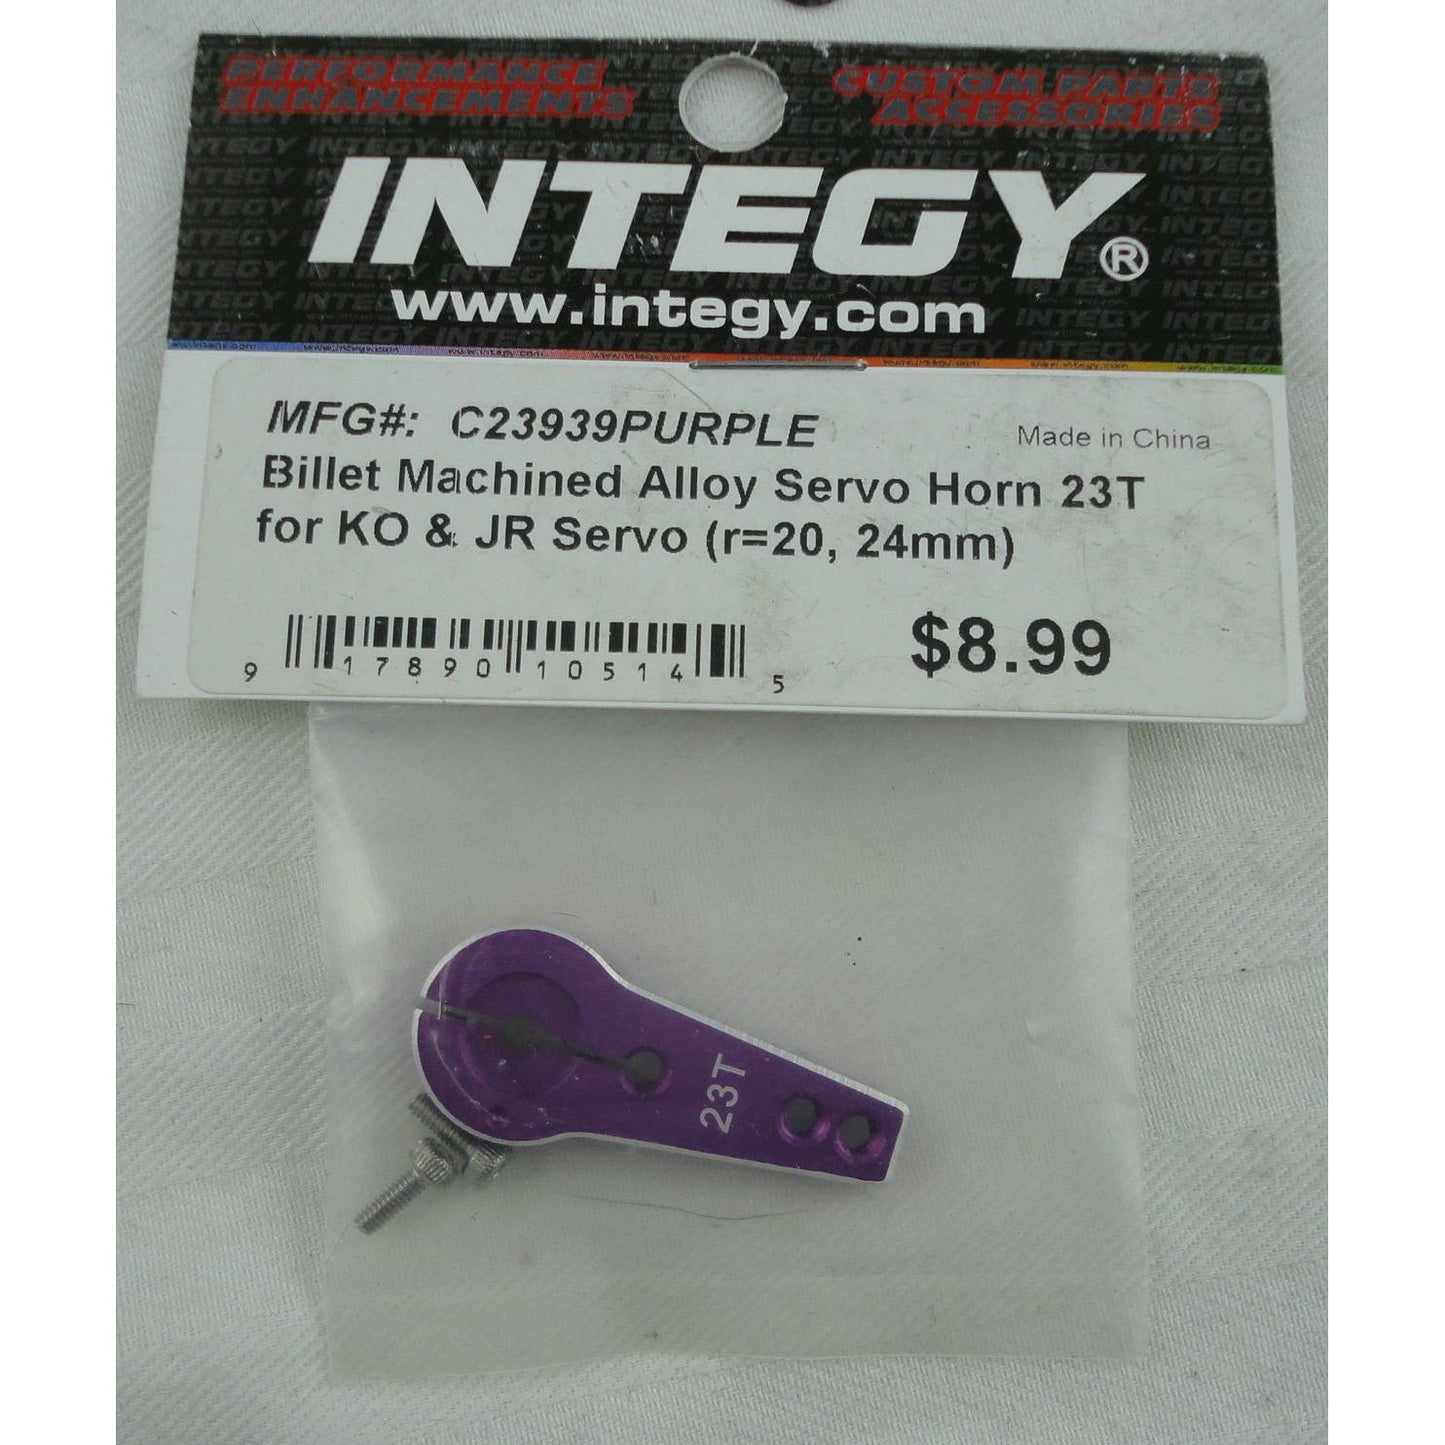 PERFORMANCE
ENHANCEMENTS
CUSTOM PARTS
ACCESSORIES
INTEGY®
www.integy.com
MFG#: C23939PURPLE
Made in China
Billet Machined Alloy Servo Horn 23T
for KO & JR Servo (r=20, 24mm)
$8.99
9 17890 10514 5
23T